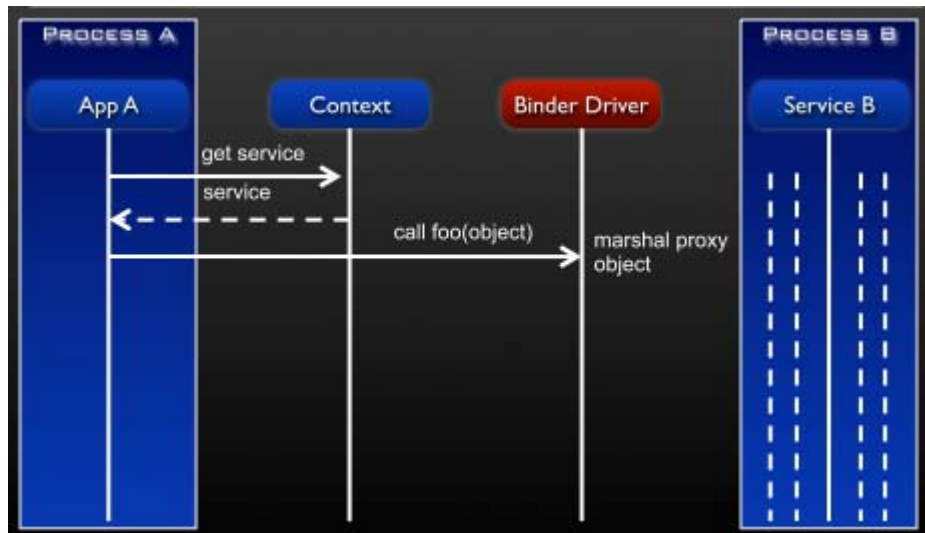 PROCESS A
PROCESS B
App A
Context
Binder Driver
Service B
get service
service
call foo(object)
marshal proxy
object